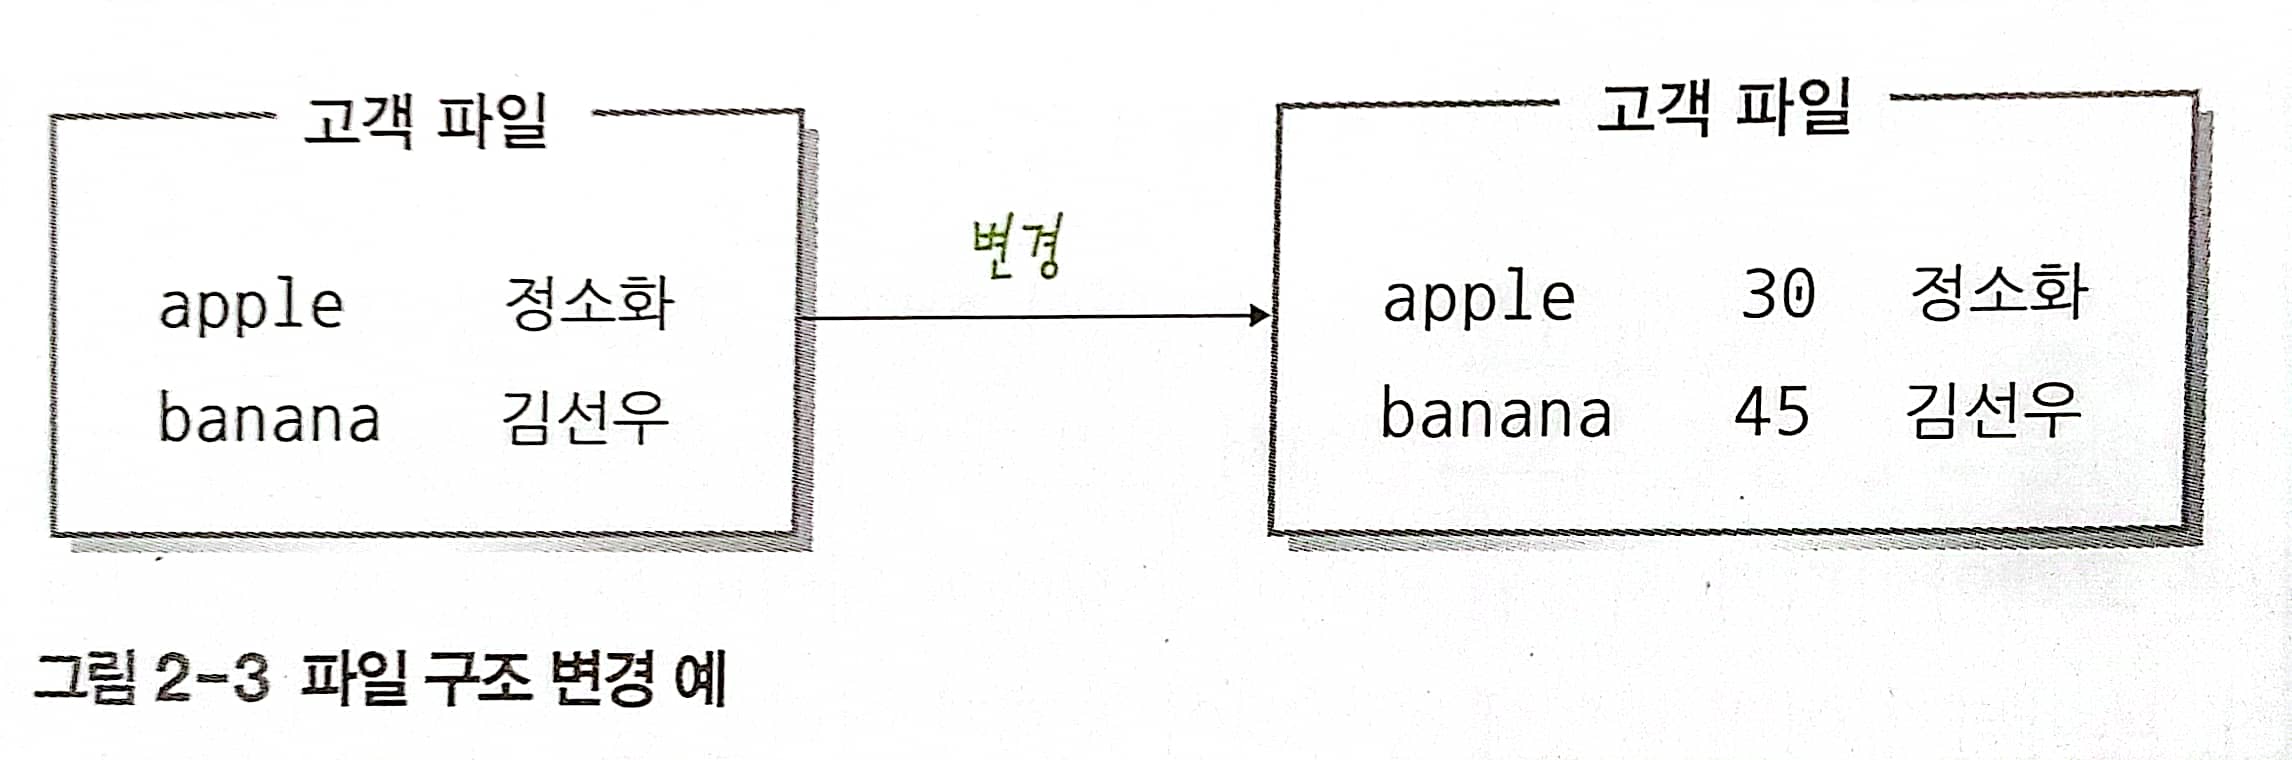 고객 파일
apple 정소화
banana 김선우
변경
고객 파일
apple 30 정소화
banana 45 김선우
그림 2-3 파일 구조 변경 예